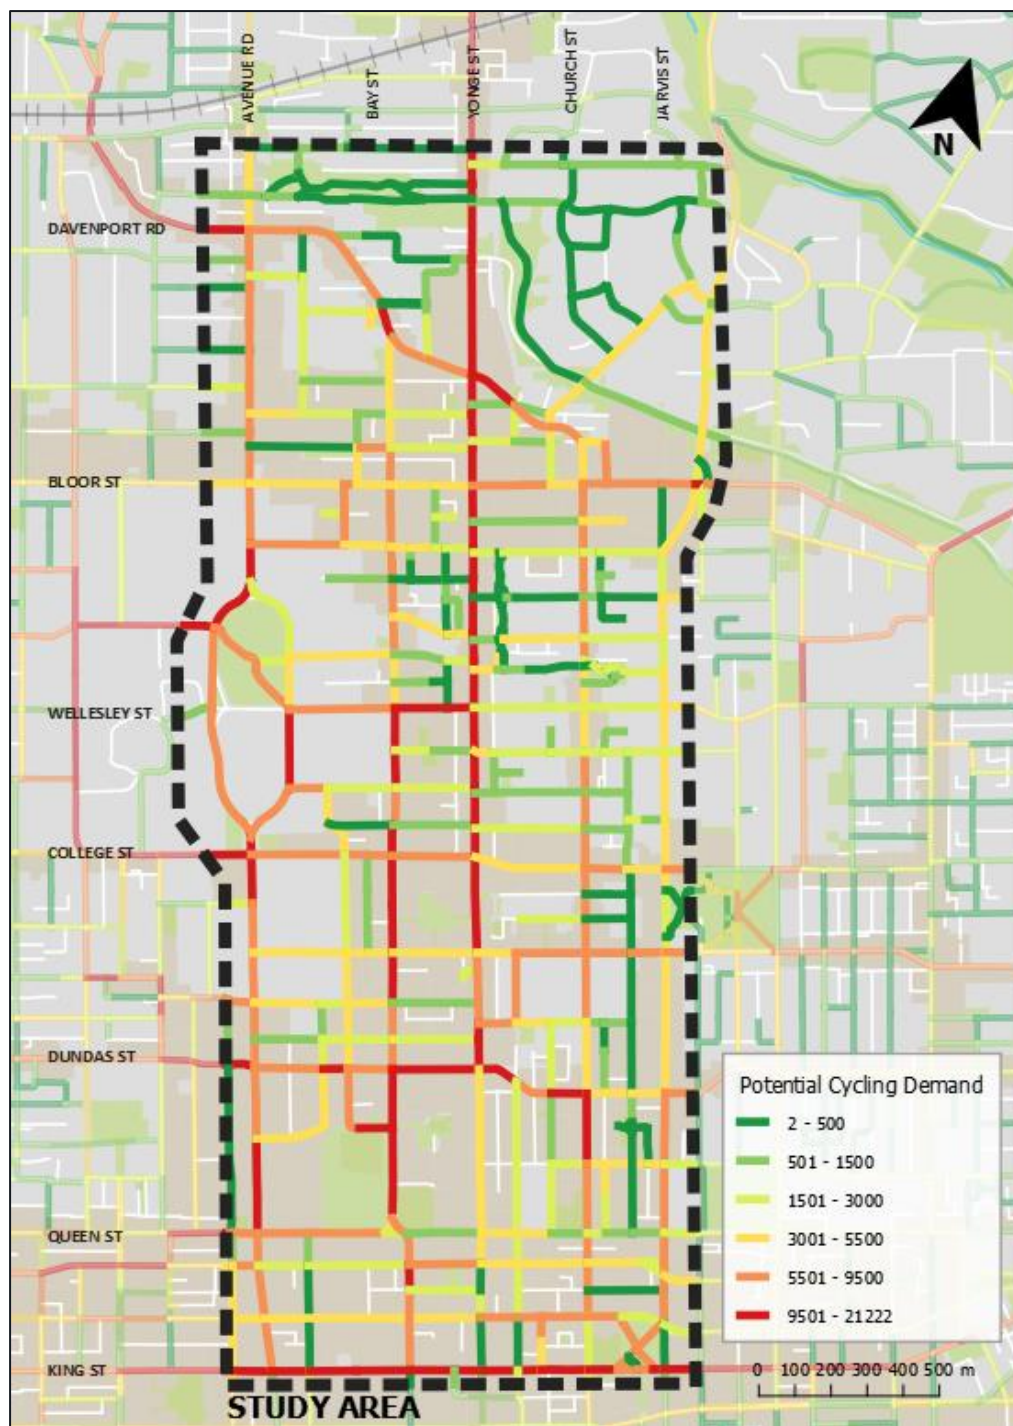 AVENUE RD
BAY ST
YONGE ST
CHURCH ST
JARVIS ST
N
DAVENPORT RD
BLOOR ST
WELLESLEY ST
COLLEGE ST
DUNDAS ST
QUEEN ST
KING ST
Potential Cycling Demand
2 - 500
501 - 1500
1501 - 3000
3001 - 5500
5501 - 9500
9501 - 21222
0 100 200 300 400 500 m
STUDY AREA